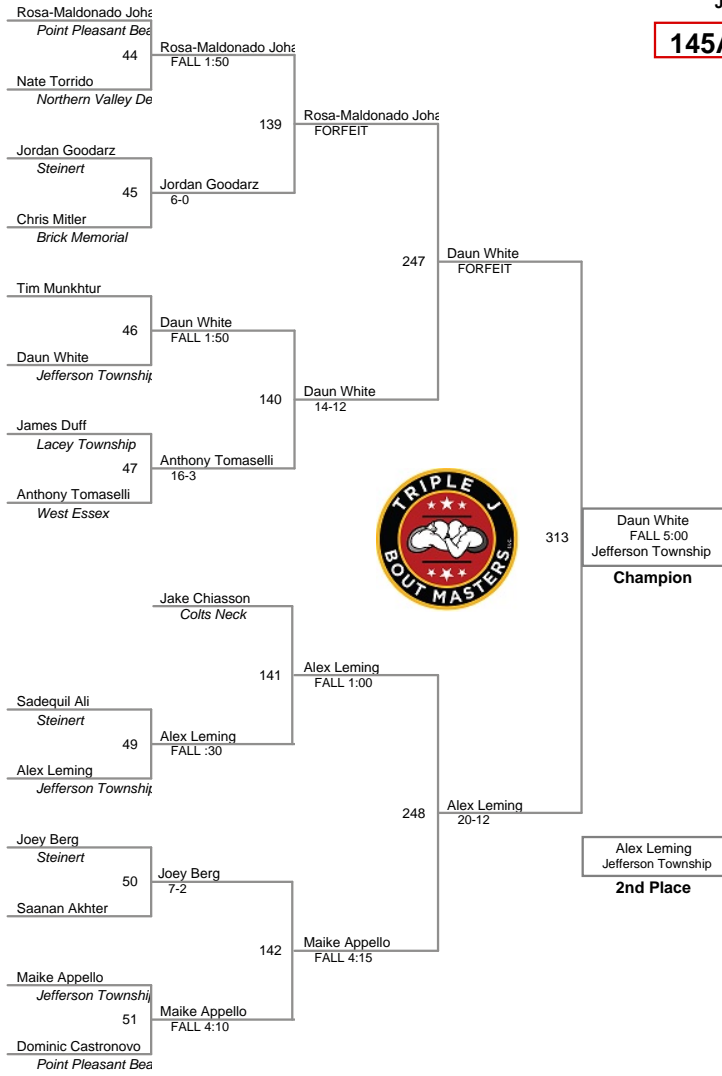 J
145A
Rosa-Maldonado Joha
Point Pleasant Bea
44
Rosa-Maldonado Joha
FALL 1:50
Nate Torrido
Northern Valley De
139
Rosa-Maldonado Joha
FORFEIT
Jordan Goodarz
Steinert
45
Jordan Goodarz
6-0
Chris Mitler
Brick Memorial
247
Daun White
FORFEIT
Tim Munkhtur
46
Daun White
FALL 1:50
Daun White
Jefferson Township
140
Daun White
14-12
James Duff
Lacey Township
47
Anthony Tomaselli
16-3
Anthony Tomaselli
West Essex
TRIPLE J
BOUT MASTERS
LLC.
313
Daun White
FALL 5:00
Jefferson Township
Champion
Jake Chiasson
Colts Neck
141
Alex Leming
FALL 1:00
Sadequil Ali
Steinert
49
Alex Leming
FALL :30
Alex Leming
Jefferson Township
248
Alex Leming
20-12
Joey Berg
Steinert
50
Joey Berg
7-2
Saanan Akhter
Alex Leming
Jefferson Township
2nd Place
142
Maike Appello
FALL 4:15
Maike Appello
Jefferson Township
51
Maike Appello
FALL 4:10
Dominic Castronovo
Point Pleasant Bea